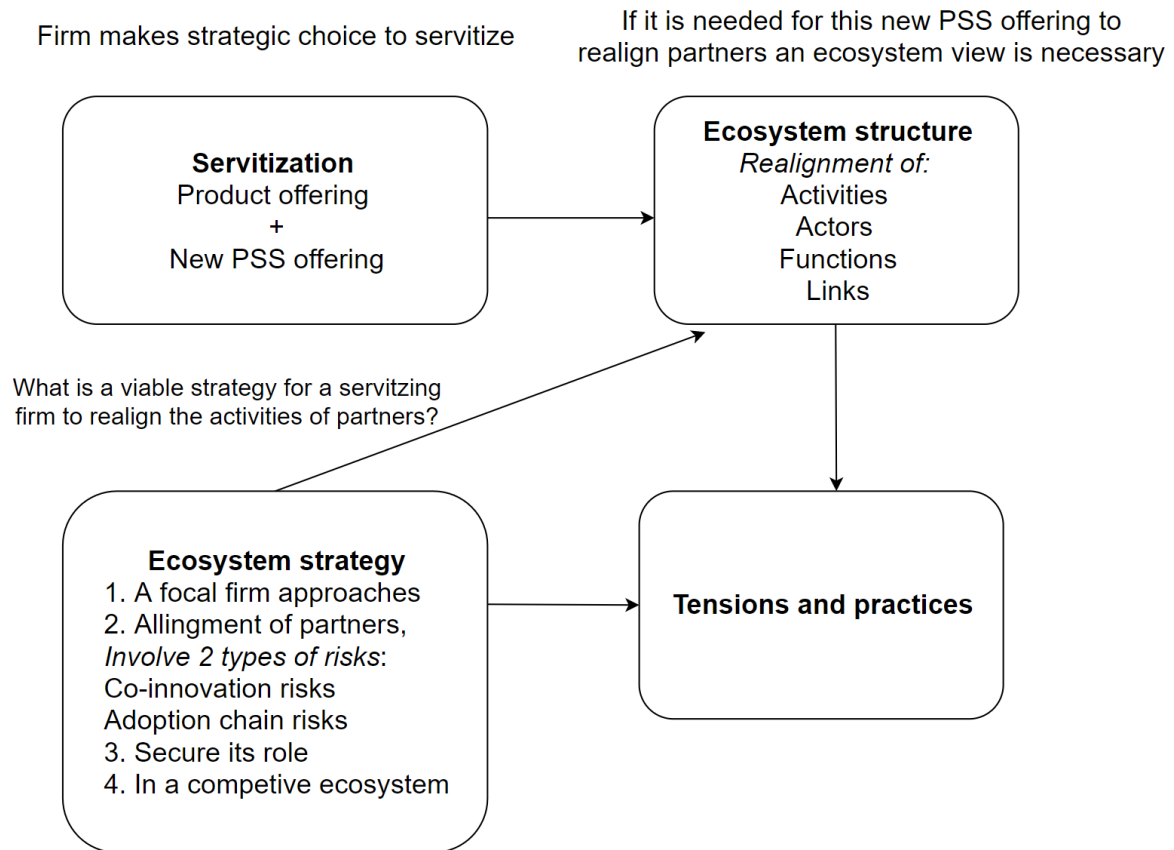 Firm makes strategic choice to servitize
If it is needed for this new PSS offering to
realign partners an ecosystem view is necessary
Servitization
Product offering
+
New PSS offering
Ecosystem structure
Realignment of:
Activities
Actors
Functions
Links
What is a viable strategy for a servitzing
firm to realign the activities of partners?
Ecosystem strategy
1. A focal firm approaches
2. Allingment of partners,
Involve 2 types of risks:
Co-innovation risks
Adoption chain risks
3. Secure its role
4. In a competive ecosystem
Tensions and practices